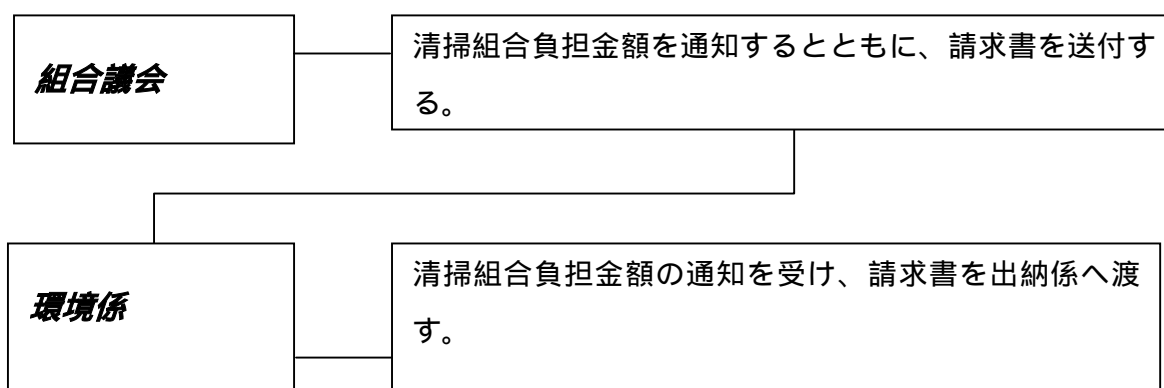 組合議会
清掃組合負担金額を通知するとともに、請求書を送付す
る。
環境係
清掃組合負担金額の通知を受け、請求書を出納係へ渡
す。